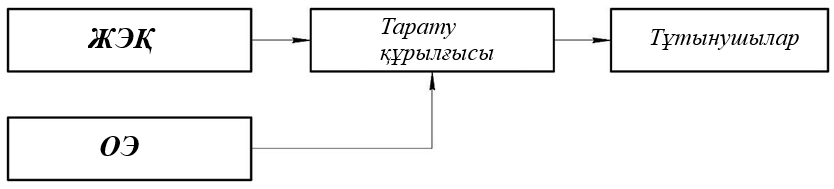 ЖЭҚ
Тарату
құрылғысы
Тұтынушылар
ОЭ